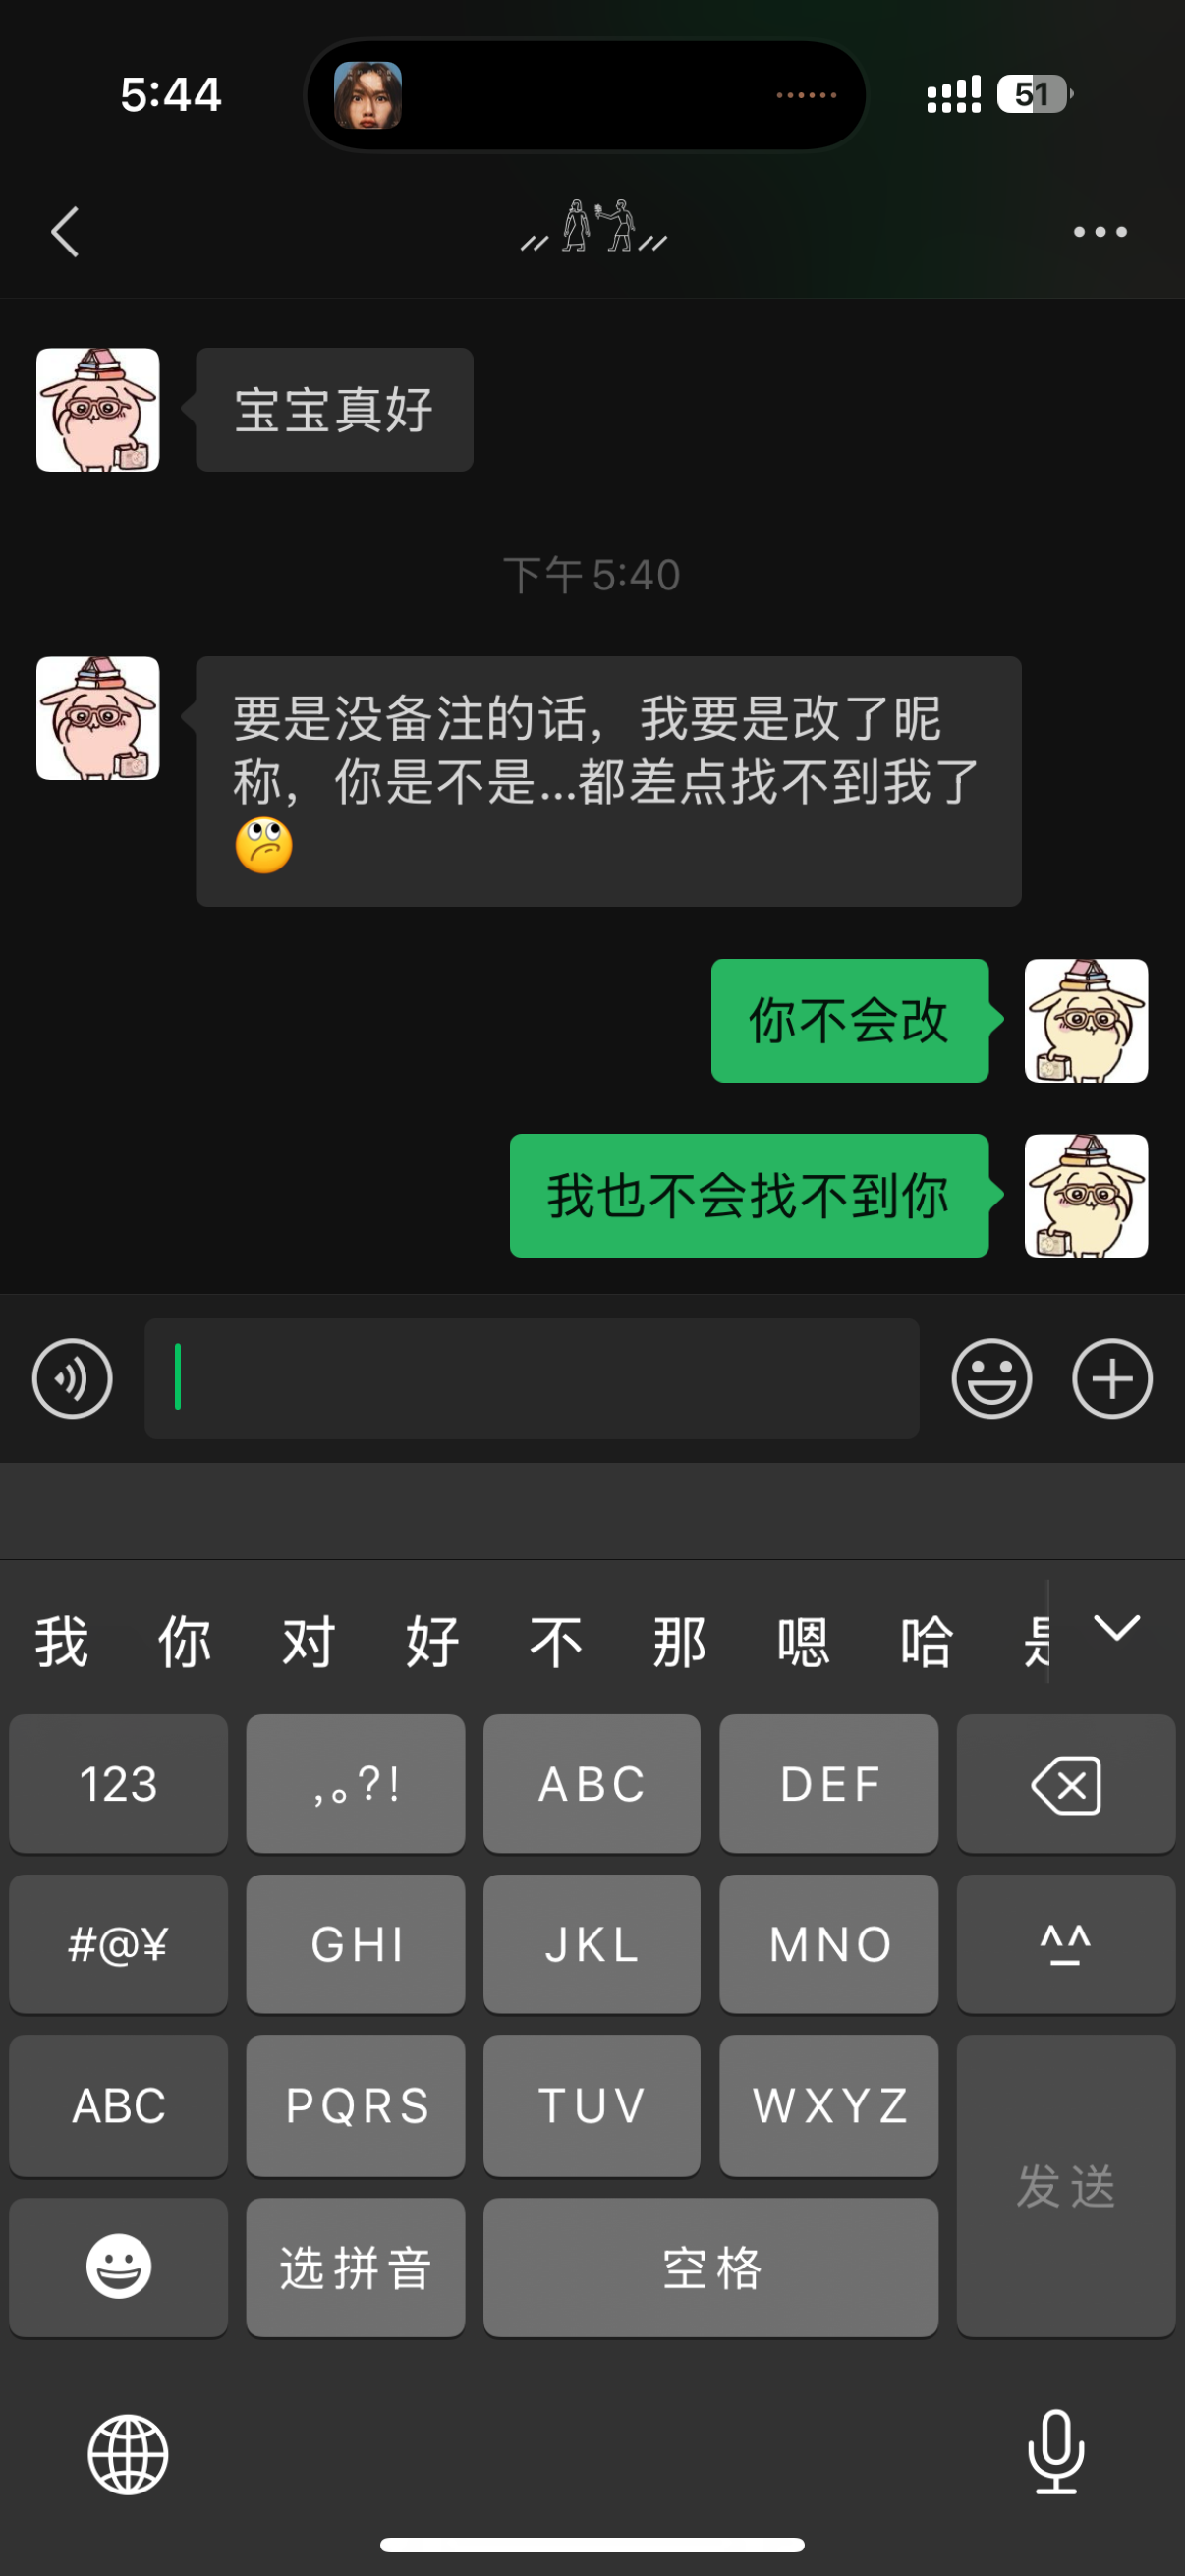 5:44
51
宝宝真好
下午 5:40
要是没备注的话，我要是改了昵
称，你是不是...都差点找不到我了
🙄
你不会改
我也不会找不到你
我 你 对 好 不 那 嗯 哈 是
123 ,。?! ABC DEF
#@¥ GHI JKL MNO ^^
ABC PQRS TUV WXYZ
发送
选拼音 空格